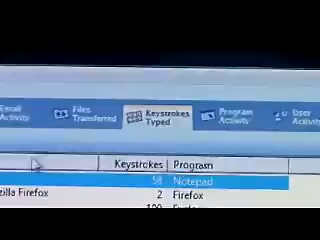 Email Activity
Files Transferred
Keystrokes Typed
Program Activity
User Activity
Keystrokes Program
58 Notepad
zilla Firefox 2 Firefox